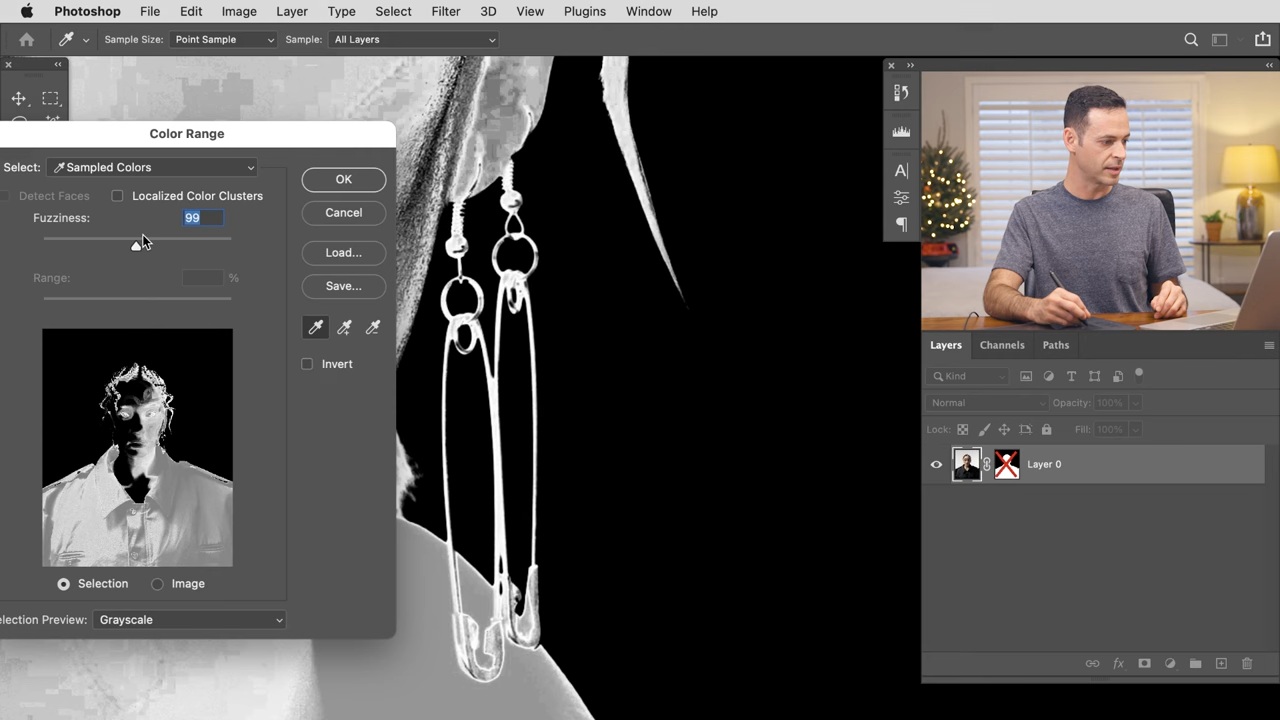 Photoshop File Edit Image Layer Type Select Filter 3D View Plugins Window Help
Sample Size: Point Sample Sample: All Layers
Color Range
Select: Sampled Colors
Detect Faces Localized Color Clusters
Fuzziness: 99
Range: %
Selection Image
election Preview: Grayscale
OK
Cancel
Load...
Save...
Invert
A
Layers Channels Paths
Kind
Normal Opacity: 100%
Lock: Fill: 100%
Layer 0
fx